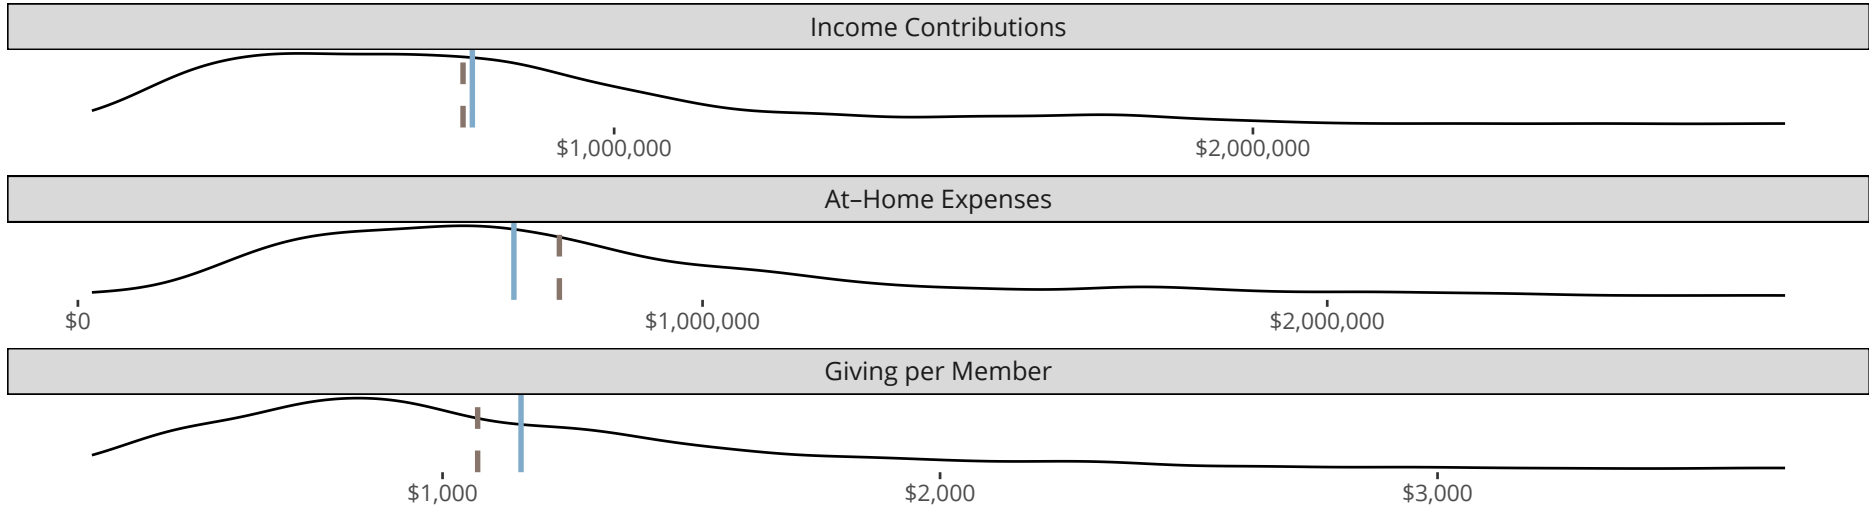 Income Contributions
$1,000,000 $2,000,000
At–Home Expenses
$0 $1,000,000 $2,000,000
Giving per Member
$1,000 $2,000 $3,000